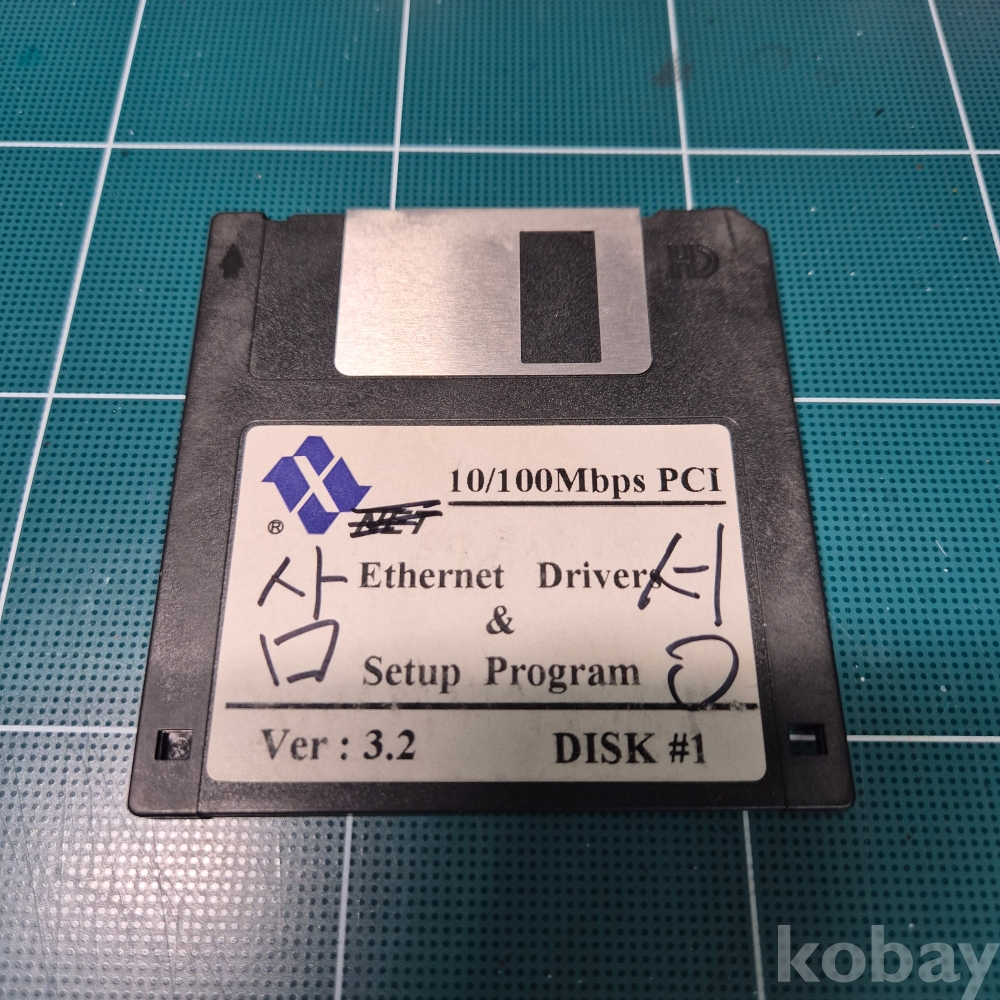 HD
10/100Mbps PCI
X
® NET
삼성
Ethernet Drivers
&
Setup Program
Ver : 3.2 DISK #1
kobay